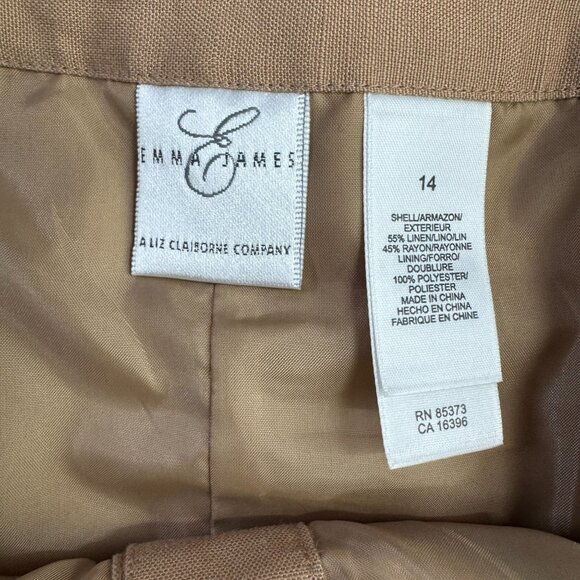 E
EMMA JAMES
A LIZ CLAIBORNE COMPANY
14
SHELL/ARMAZON/
EXTERIEUR
55% LINEN/LINO/LIN
45% RAYON/RAYONNE
LINING/FORRO/
DOUBLURE
100% POLYESTER/
POLIESTER
MADE IN CHINA
HECHO EN CHINA
FABRIQUE EN CHINE
RN 85373
CA 16396